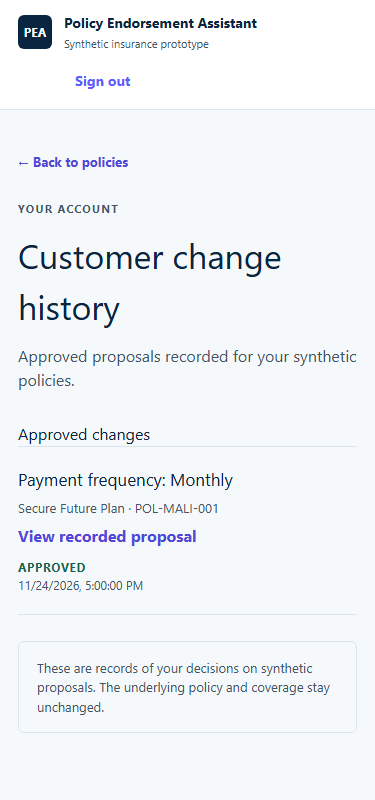 PEA
Policy Endorsement Assistant
Synthetic insurance prototype
Sign out
← Back to policies
YOUR ACCOUNT
Customer change
history
Approved proposals recorded for your synthetic
policies.
Approved changes
Payment frequency: Monthly
Secure Future Plan · POL-MALI-001
View recorded proposal
APPROVED
11/24/2026, 5:00:00 PM
These are records of your decisions on synthetic
proposals. The underlying policy and coverage stay
unchanged.